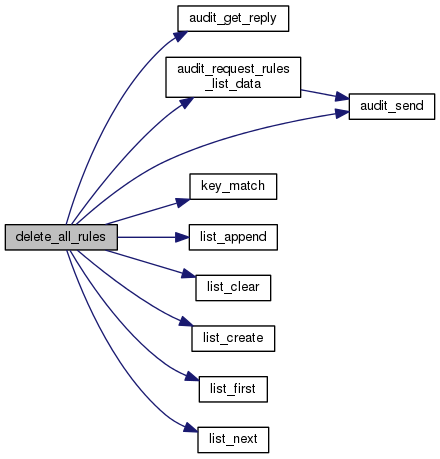 audit_get_reply
audit_request_rules
_list_data
audit_send
key_match
delete_all_rules
list_append
list_clear
list_create
list_first
list_next